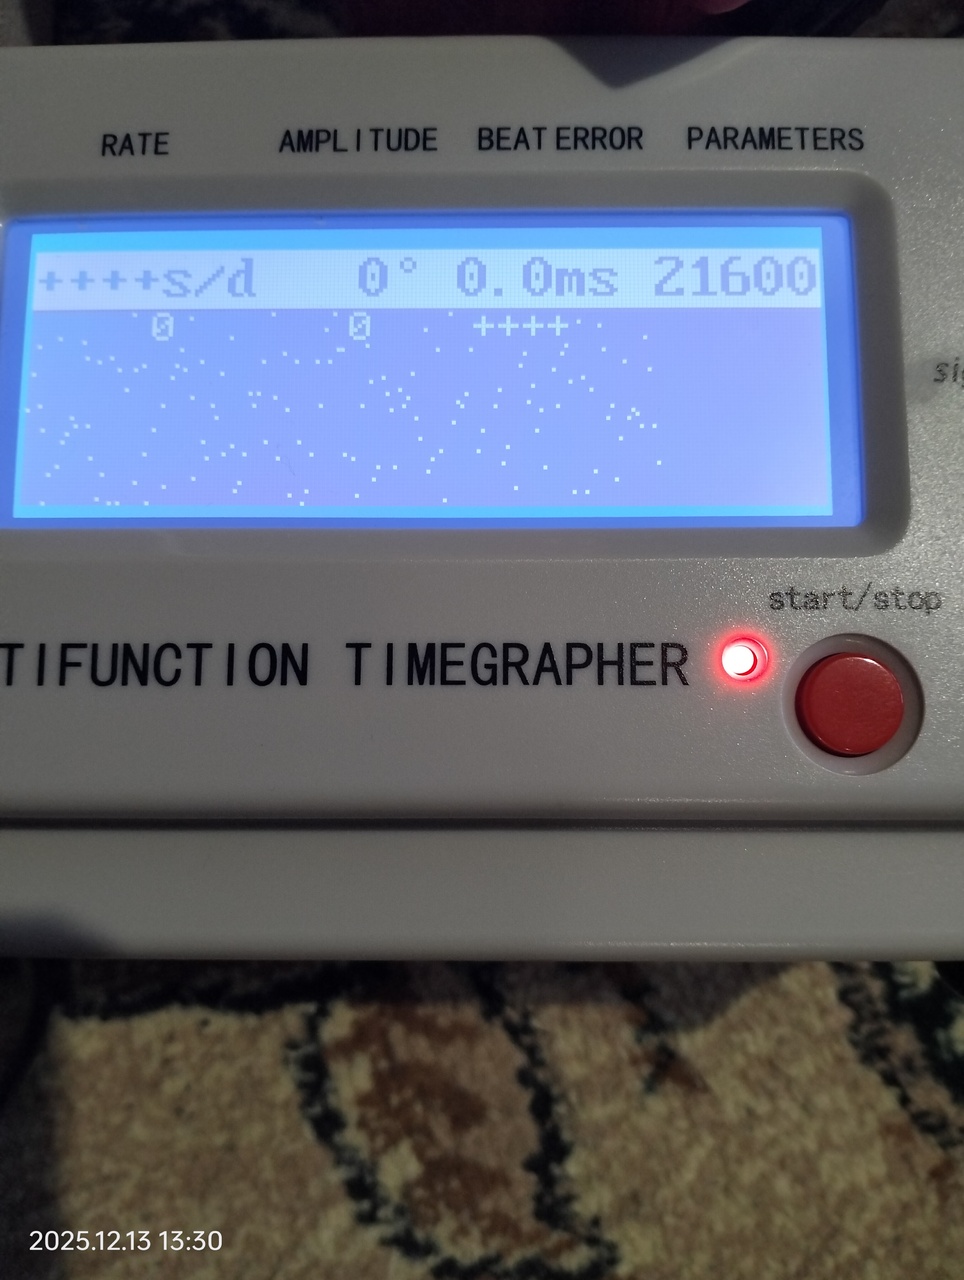 RATE AMPLITUDE BEAT ERROR PARAMETERS
++++s/d 0° 0.0ms 21600
0 0 ++++
start/stop
TIFUNCTION TIMEGRAPHER
2025.12.13 13:30